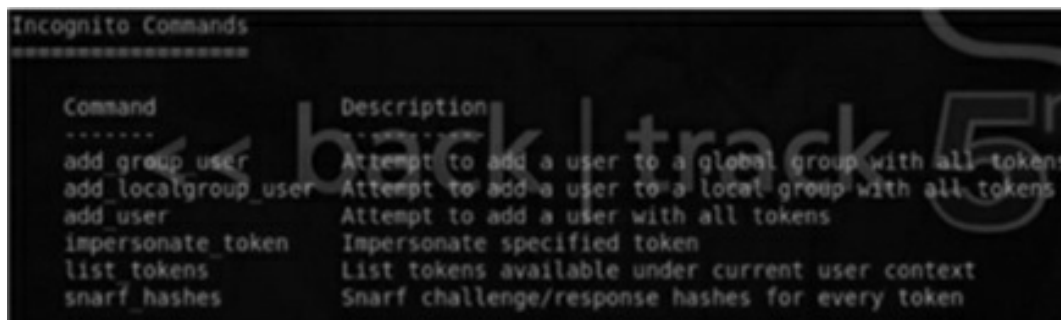 Incognito Commands
==================
Command Description
------- -----------
add_group_user Attempt to add a user to a global group with all tokens
add_localgroup_user Attempt to add a user to a local group with all tokens
add_user Attempt to add a user with all tokens
impersonate_token Impersonate specified token
list_tokens List tokens available under current user context
snarf_hashes Snarf challenge/response hashes for every token
<< back | track 5